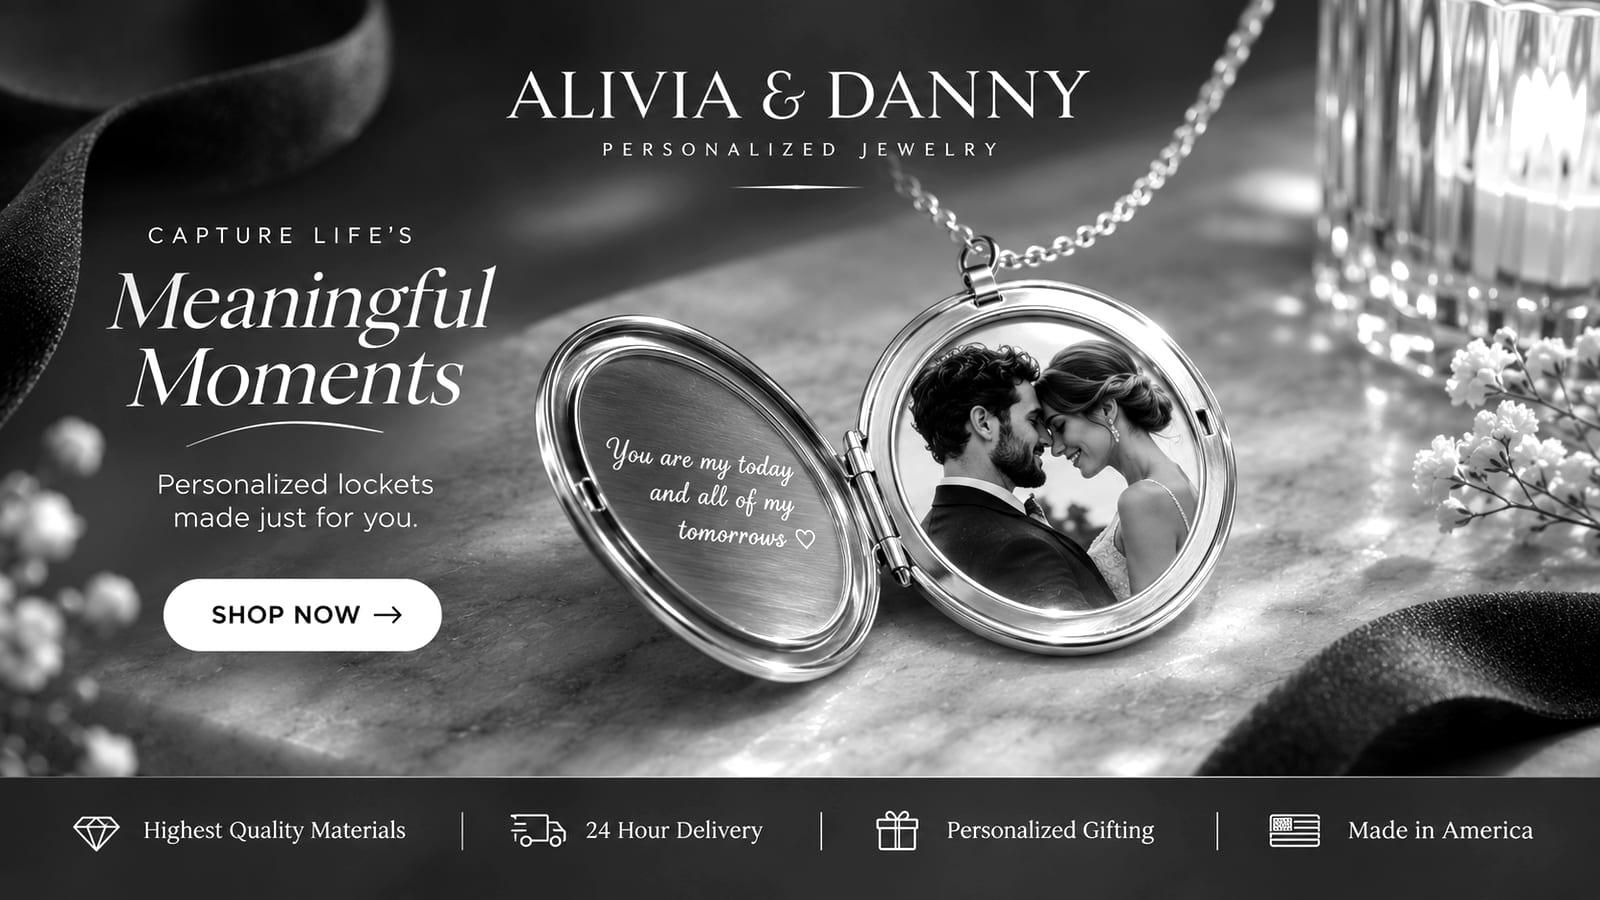 ALIVIA & DANNY
PERSONALIZED JEWELRY
CAPTURE LIFE'S
Meaningful
Moments
Personalized lockets
made just for you.
SHOP NOW →
You are my today
and all of my
tomorrows ♡
Highest Quality Materials
24 Hour Delivery
Personalized Gifting
Made in America